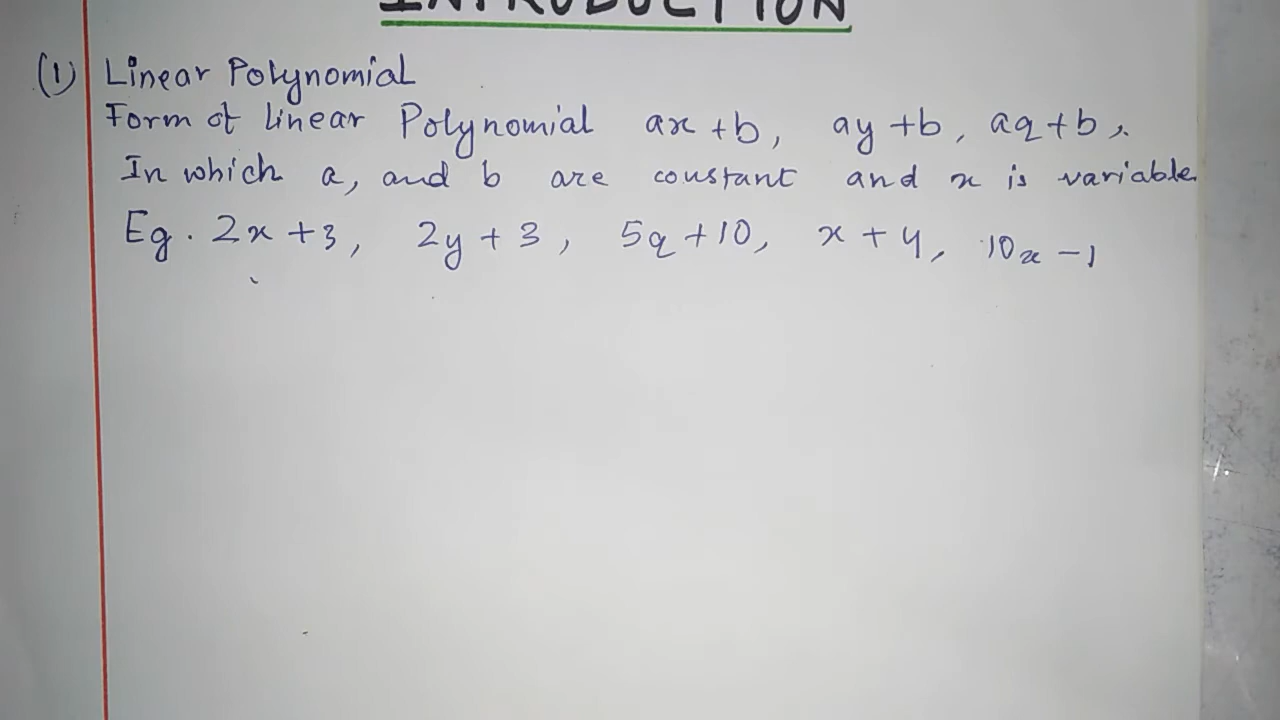 INTRODUCTION
(1) Linear Polynomial
Form of linear Polynomial ax+b, ay+b, aq+b,
In which a, and b are constant and x is variable.
Eg. 2x+3, 2y+3, 5q+10, x+4, 10x-1